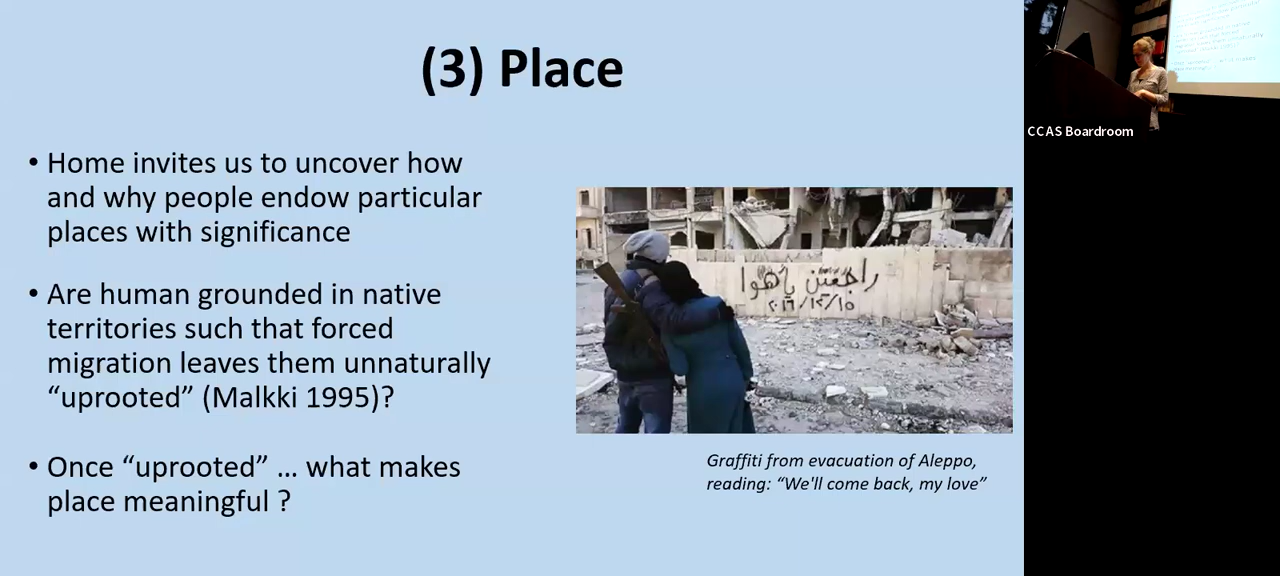 (3) Place
• Home invites us to uncover how
and why people endow particular
places with significance
• Are human grounded in native
territories such that forced
migration leaves them unnaturally
“uprooted” (Malkki 1995)?
• Once “uprooted” ... what makes
place meaningful ?
راجعين ياهوا
٢٠١٦/١٢/١٥
Graffiti from evacuation of Aleppo,
reading: “We'll come back, my love”
CCAS Boardroom